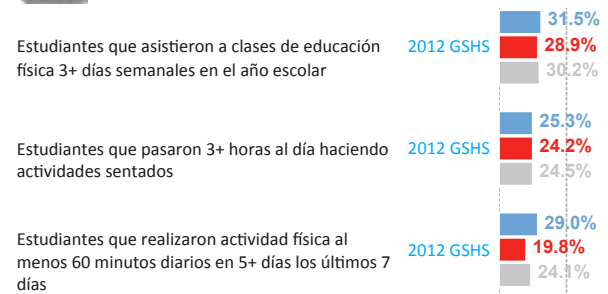 31.5%
Estudiantes que asistieron a clases de educación 2012 GSHS 28.9%
física 3+ días semanales en el año escolar 30.2%
25.3%
Estudiantes que pasaron 3+ horas al día haciendo 2012 GSHS 24.2%
actividades sentados 24.5%
29.0%
Estudiantes que realizaron actividad física al
menos 60 minutos diarios en 5+ días los últimos 7 2012 GSHS 19.8%
días 24.1%